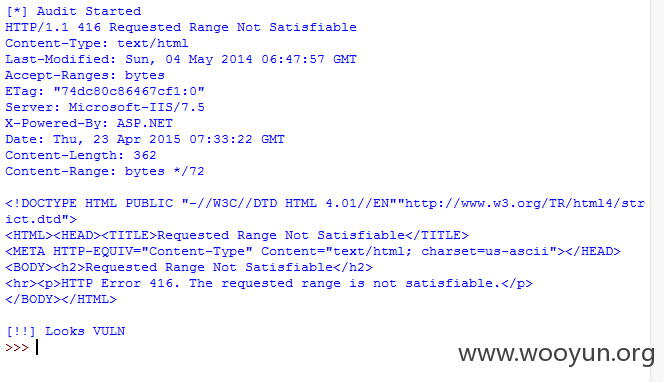 [*] Audit Started
HTTP/1.1 416 Requested Range Not Satisfiable
Content-Type: text/html
Last-Modified: Sun, 04 May 2014 06:47:57 GMT
Accept-Ranges: bytes
ETag: "74dc80c86467cf1:0"
Server: Microsoft-IIS/7.5
X-Powered-By: ASP.NET
Date: Thu, 23 Apr 2015 07:33:22 GMT
Content-Length: 362
Content-Range: bytes */72
<!DOCTYPE HTML PUBLIC "-//W3C//DTD HTML 4.01//EN""http://www.w3.org/TR/html4/str
ict.dtd">
<HTML><HEAD><TITLE>Requested Range Not Satisfiable</TITLE>
<META HTTP-EQUIV="Content-Type" Content="text/html; charset=us-ascii"></HEAD>
<BODY><h2>Requested Range Not Satisfiable</h2>
<hr><p>HTTP Error 416. The requested range is not satisfiable.</p>
</BODY></HTML>
[!!] Looks VULN
>>>
www.wooyun.org